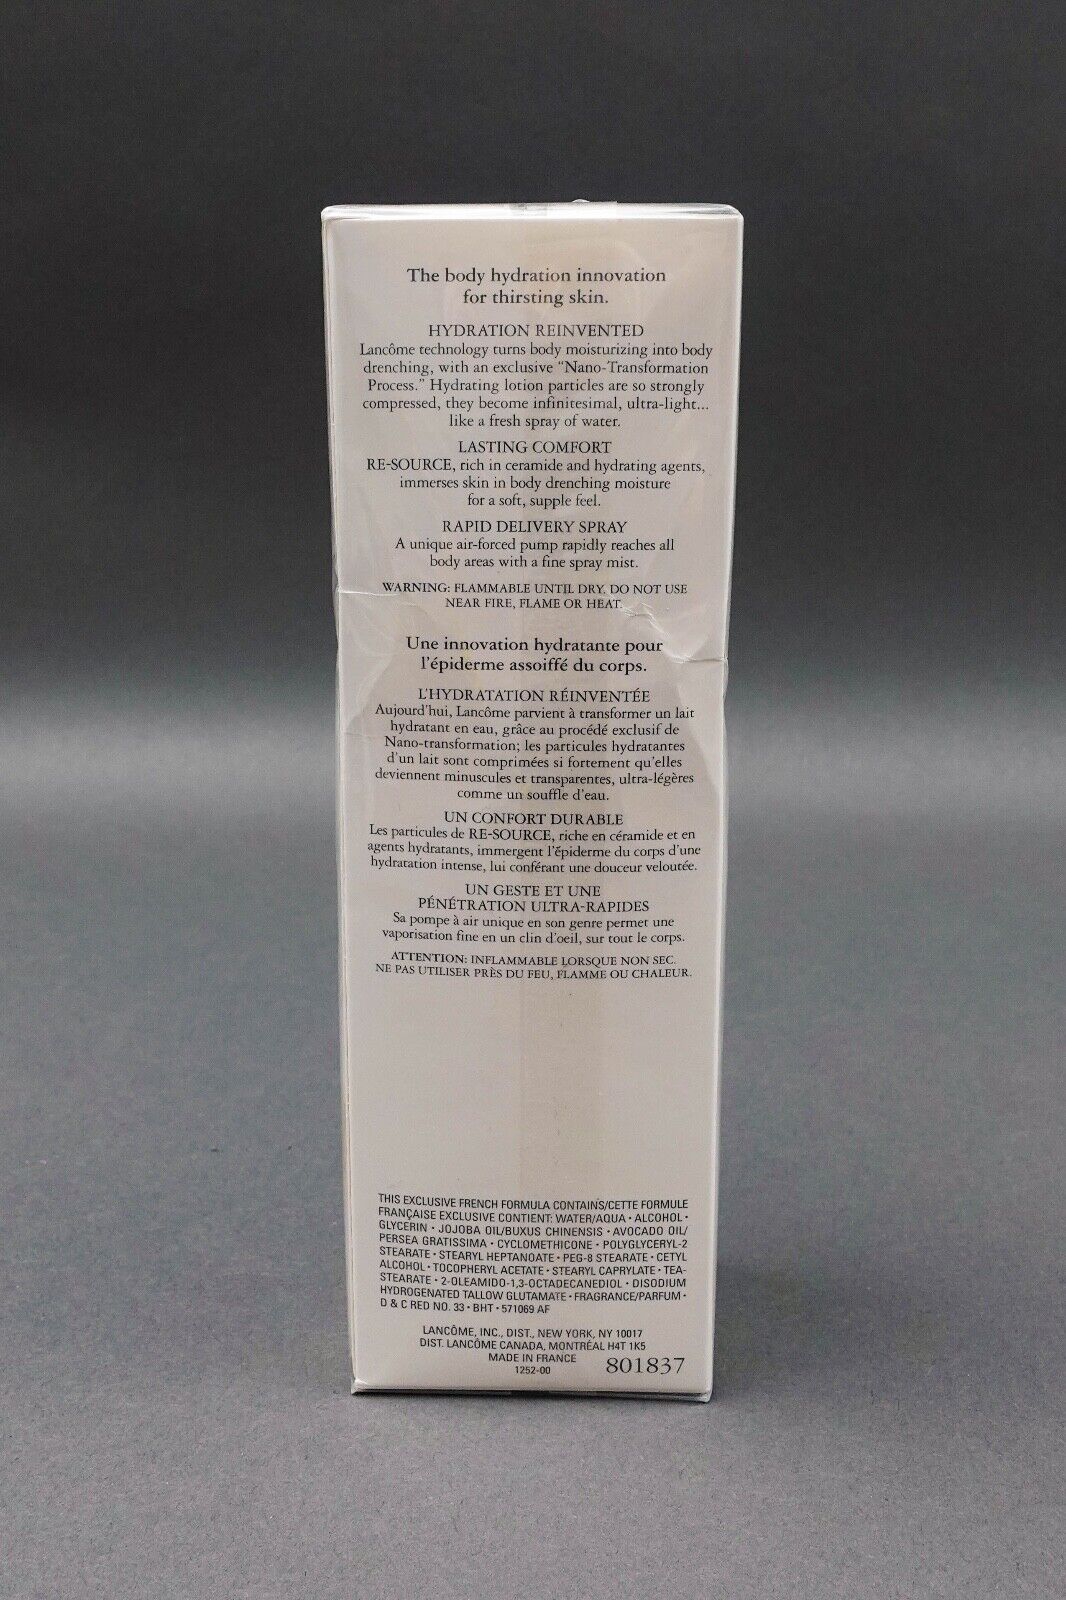 The body hydration innovation
for thirsting skin.
HYDRATION REINVENTED
Lancôme technology turns body moisturizing into body
drenching, with an exclusive “Nano-Transformation
Process.” Hydrating lotion particles are so strongly
compressed, they become infinitesimal, ultra-light...
like a fresh spray of water.
LASTING COMFORT
RE-SOURCE, rich in ceramide and hydrating agents,
immerses skin in body drenching moisture
for a soft, supple feel.
RAPID DELIVERY SPRAY
A unique air-forced pump rapidly reaches all
body areas with a fine spray mist.
WARNING: FLAMMABLE UNTIL DRY. DO NOT USE
NEAR FIRE, FLAME OR HEAT.
Une innovation hydratante pour
l'épiderme assoiffé du corps.
L'HYDRATATION RÉINVENTÉE
Aujourd'hui, Lancôme parvient à transformer un lait
hydratant en eau, grâce au procédé exclusif de
Nano-transformation; les particules hydratantes
d'un lait sont comprimées si fortement qu'elles
deviennent minuscules et transparentes, ultra-légères
comme un souffle d'eau.
UN CONFORT DURABLE
Les particules de RE-SOURCE, riche en céramide et en
agents hydratants, immergent l'épiderme du corps d'une
hydratation intense, lui conférant une douceur veloutée.
UN GESTE ET UNE
PÉNÉTRATION ULTRA-RAPIDES
Sa pompe à air unique en son genre permet une
vaporisation fine en un clin d'oeil, sur tout le corps.
ATTENTION: INFLAMMABLE LORSQUE NON SEC.
NE PAS UTILISER PRÈS DU FEU, FLAMME OU CHALEUR.
THIS EXCLUSIVE FRENCH FORMULA CONTAINS/CETTE FORMULE
FRANÇAISE EXCLUSIVE CONTIENT: WATER/AQUA • ALCOHOL •
GLYCERIN • JOJOBA OIL/BUXUS CHINENSIS • AVOCADO OIL/
PERSEA GRATISSIMA • CYCLOMETHICONE • POLYGLYCERYL-2
STEARATE • STEARYL HEPTANOATE • PEG-8 STEARATE • CETYL
ALCOHOL • TOCOPHERYL ACETATE • STEARYL CAPRYLATE • TEA-
STEARATE • 2-OLEAMIDO-1,3-OCTADECANEDIOL • DISODIUM
HYDROGENATED TALLOW GLUTAMATE • FRAGRANCE/PARFUM •
D & C RED NO. 33 • BHT • 571069 AF
LANCÔME, INC., DIST., NEW YORK, NY 10017
DIST. LANCÔME CANADA, MONTRÉAL H4T 1K5
MADE IN FRANCE
1252-00 801837